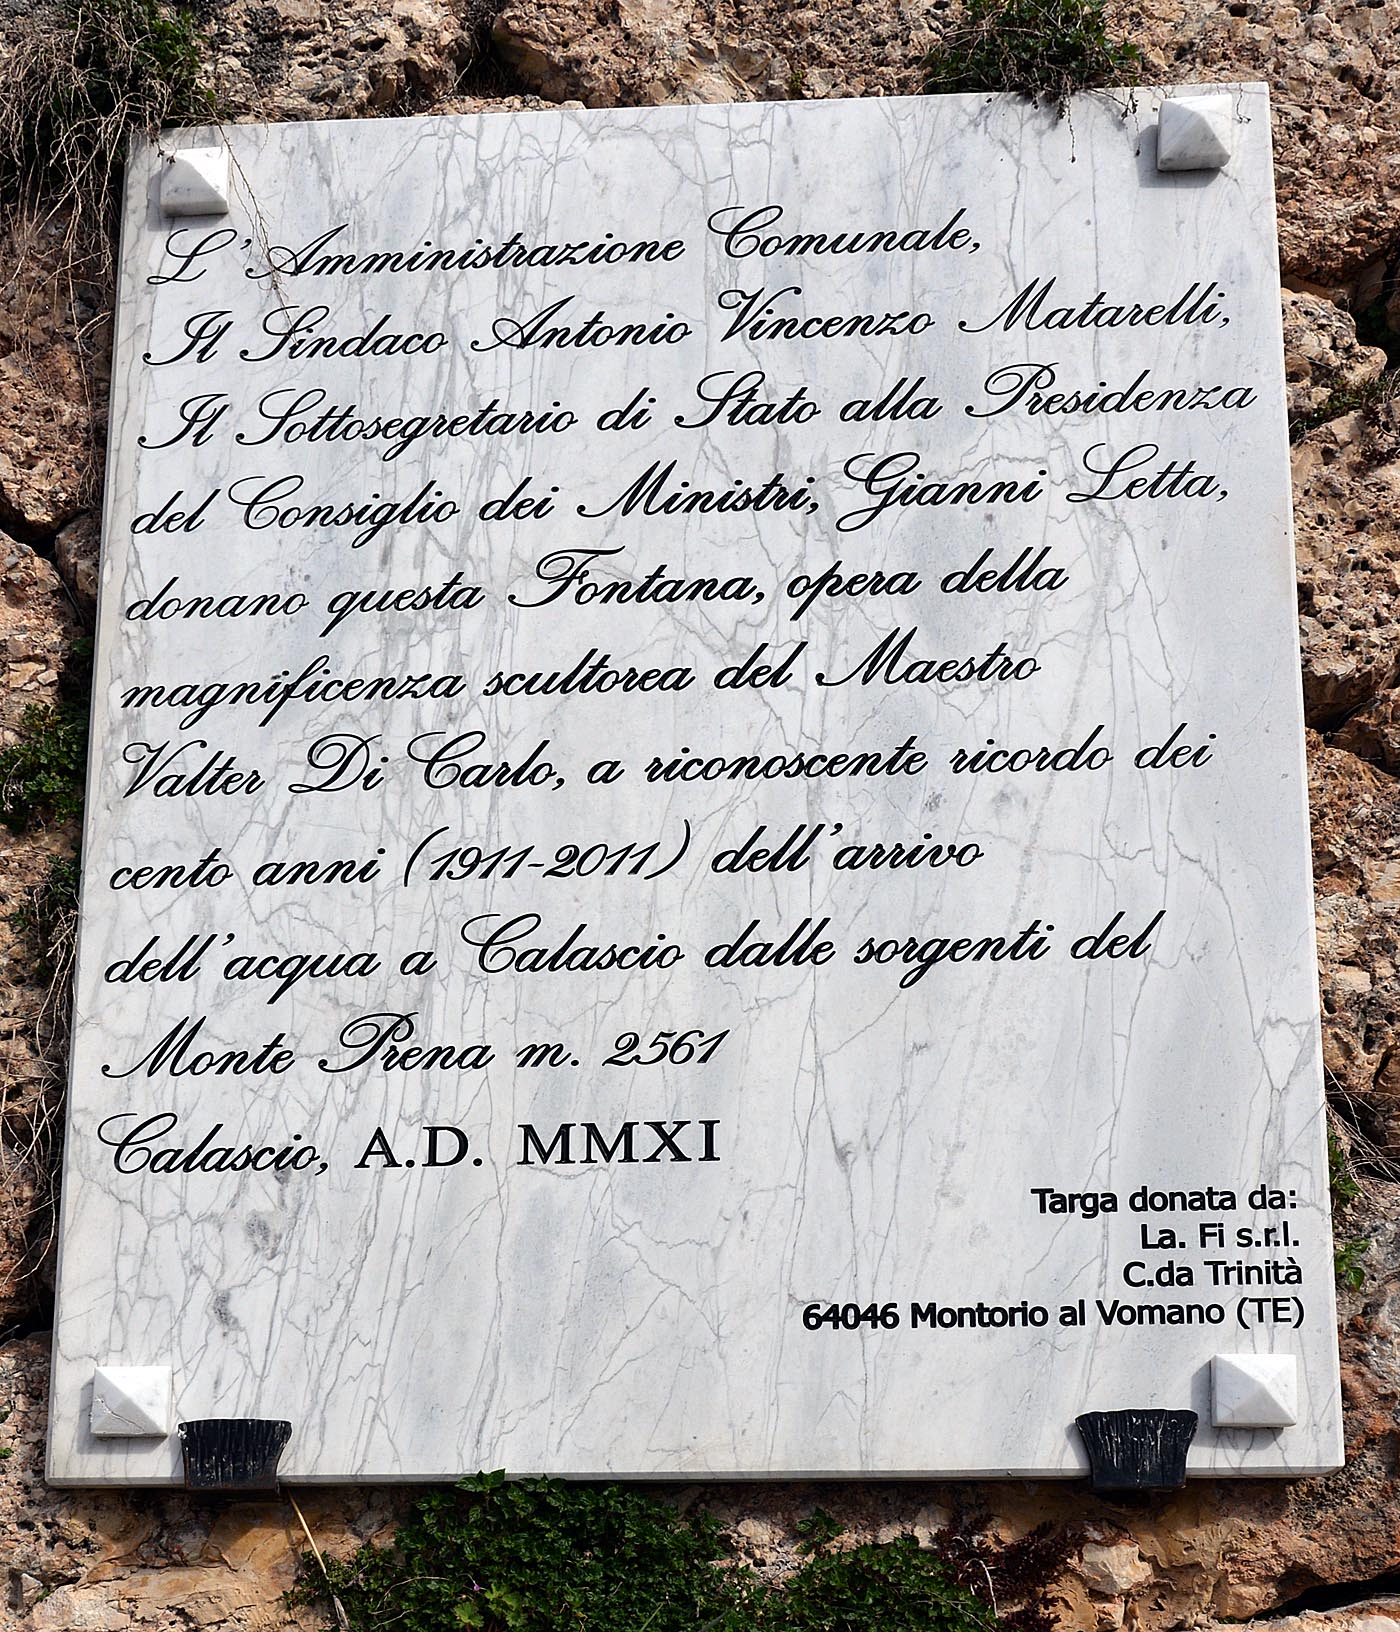 L'Amministrazione Comunale,
Il Sindaco Antonio Vincenzo Matarelli,
Il Sottosegretario di Stato alla Presidenza
del Consiglio dei Ministri, Gianni Letta,
donano questa Fontana, opera della
magnificenza scultorea del Maestro
Valter Di Carlo, a riconoscente ricordo dei
cento anni (1911-2011) dell'arrivo
dell'acqua a Calascio dalle sorgenti del
Monte Prena m. 2561
Calascio, A.D. MMXI
Targa donata da:
La. Fi s.r.l.
C.da Trinità
64046 Montorio al Vomano (TE)